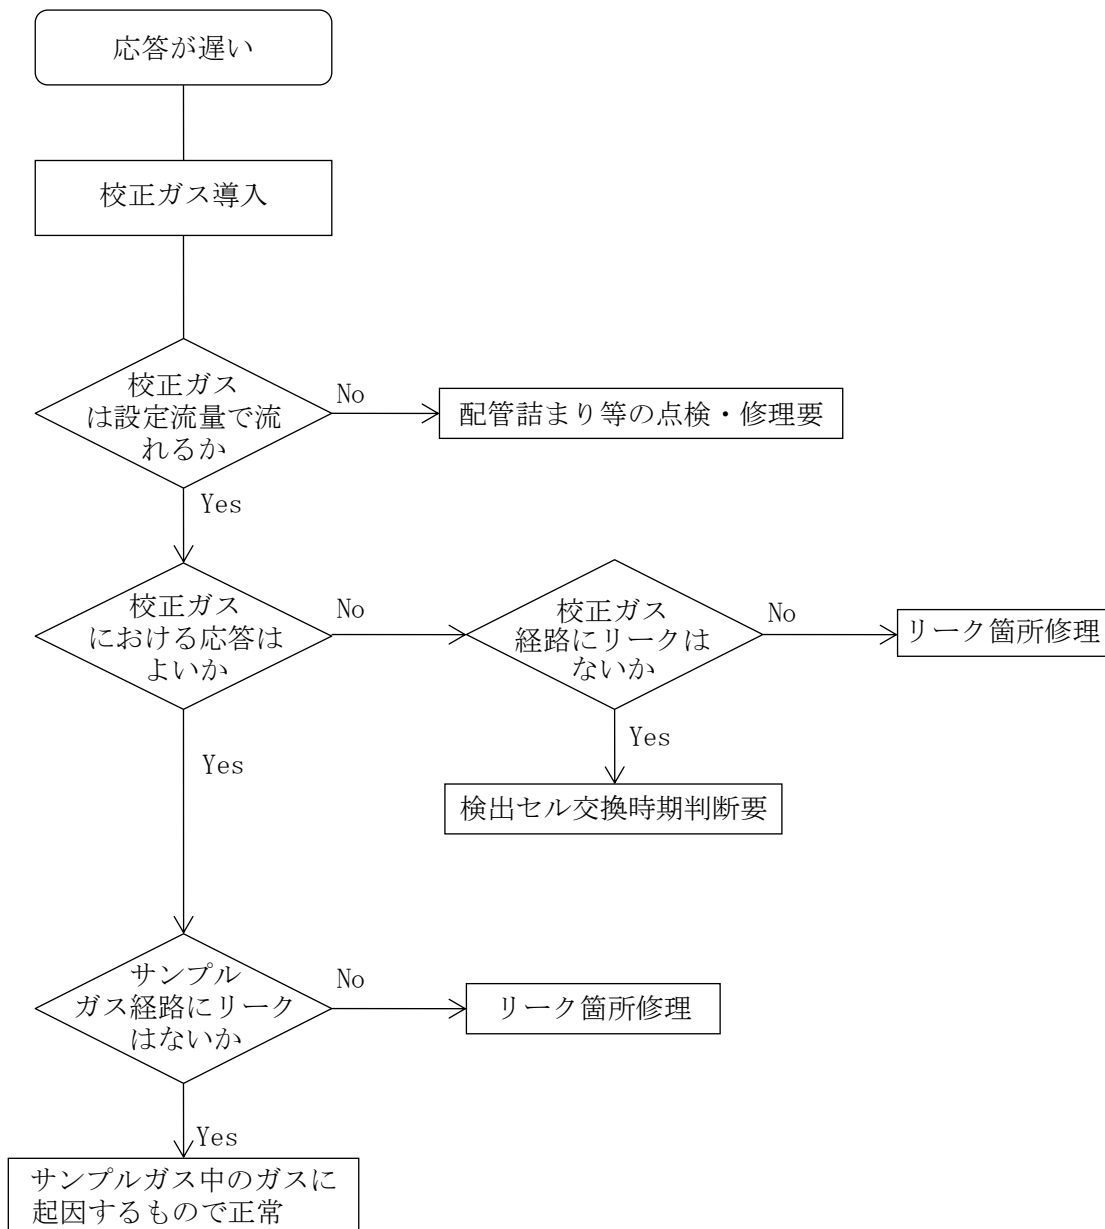 応答が遅い
校正ガス導入
校正ガス
は設定流量で流
れるか
No
配管詰まり等の点検・修理要
Yes
校正ガス
における応答は
よいか
No
校正ガス
経路にリークは
ないか
No
リーク箇所修理
Yes
検出セル交換時期判断要
Yes
サンプル
ガス経路にリーク
はないか
No
リーク箇所修理
Yes
サンプルガス中のガスに
起因するもので正常